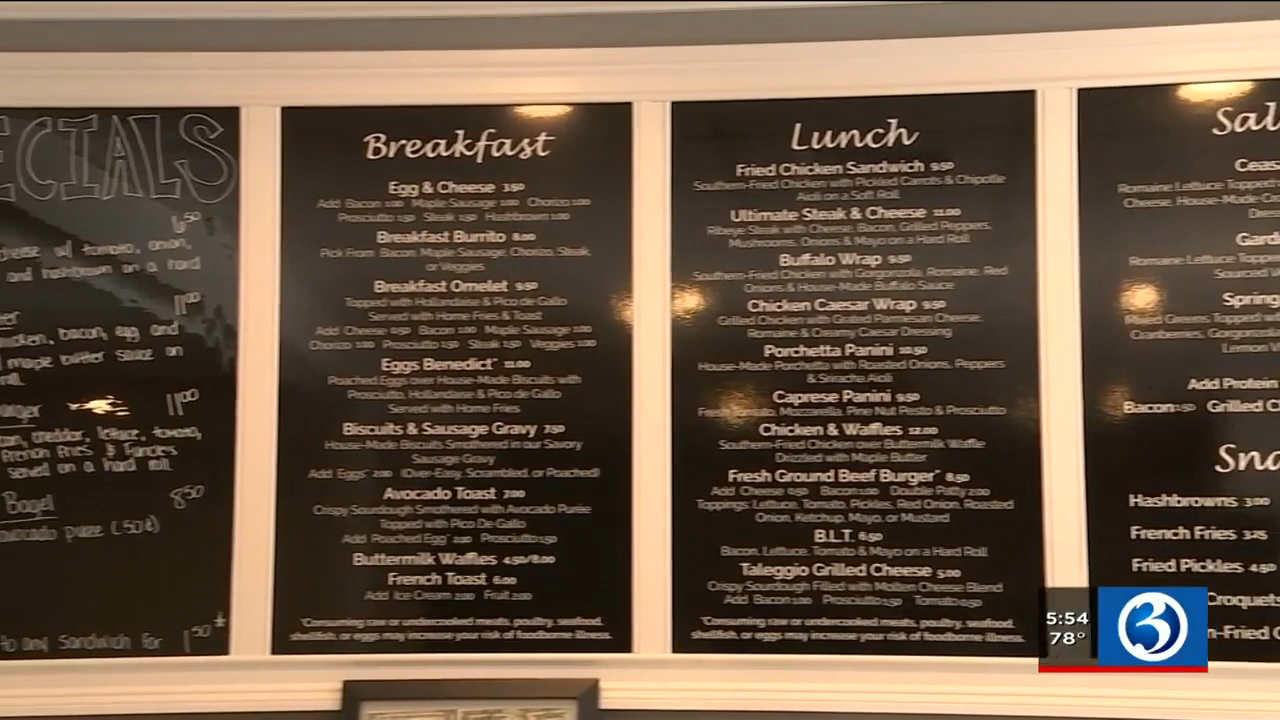 ECIALS
6.50
w/ tomato, onion,
and hashbrown on a hard
11.00
bacon, egg and
maple butter sauce on
11.00
cheddar, lettuce, tomato,
French Fries, &
served on a hard roll
Bagel 8.50
puree (.50¢)
to any Sandwich for 1.50
Breakfast
Egg & Cheese 3.50
Add Bacon 1.00 Maple Sausage 1.00 Chorizo 1.00
Prosciutto 1.50 Steak 1.50 Hashbrown 1.00
Breakfast Burrito 8.00
Pick From: Bacon, Maple Sausage, Chorizo, Steak,
or Veggies
Breakfast Omelet 9.50
Topped with Hollandaise & Pico de Gallo
Served with Home Fries & Toast
Add Cheese 0.50 Bacon 1.00 Maple Sausage 1.00
Chorizo 1.00 Prosciutto 1.50 Steak 1.50 Veggies 1.00
Eggs Benedict* 11.00
Poached Eggs over House-Made Biscuits with
Prosciutto, Hollandaise & Pico de Gallo
Served with Home Fries
Biscuits & Sausage Gravy 7.50
House-Made Biscuits Smothered in our Savory
Sausage Gravy
Add Eggs* 2.00 (Over-Easy, Scrambled, or Poached)
Avocado Toast 7.00
Crispy Sourdough Smothered with Avocado Purée
Topped with Pico De Gallo
Add Poached Egg* 2.00 Prosciutto 1.50
Buttermilk Waffles 4.50/8.00
French Toast 6.00
Add Ice Cream 2.00 Fruit 2.00
*Consuming raw or undercooked meats, poultry, seafood,
shellfish, or eggs may increase your risk of foodborne illness.
Lunch
Fried Chicken Sandwich 9.50
Southern-Fried Chicken with Pickled Carrots & Chipotle
Aioli on a Soft Roll
Ultimate Steak & Cheese 11.00
Ribeye Steak with Cheese, Bacon, Grilled Peppers,
Mushrooms, Onions & Mayo on a Hard Roll
Buffalo Wrap 9.50
Southern-Fried Chicken with Gorgonzola, Romaine, Red
Onions & House-Made Buffalo Sauce
Chicken Caesar Wrap 9.50
Grilled Chicken with Grated Parmesan Cheese,
Romaine & Creamy Caesar Dressing
Porchetta Panini 10.50
House-Made Porchetta with Roasted Onions, Peppers
& Sriracha Aioli
Caprese Panini 9.50
Fresh Tomato, Mozzarella, Pine Nut Pesto & Prosciutto
Chicken & Waffles 12.00
Southern-Fried Chicken over Buttermilk Waffle
Drizzled with Maple Butter
Fresh Ground Beef Burger* 8.50
Add Cheese 0.50 Bacon 1.00 Double Patty 2.00
Toppings: Lettuce, Tomato, Pickles, Red Onion, Roasted
Onion, Ketchup, Mayo, or Mustard
B.L.T. 6.50
Bacon, Lettuce, Tomato & Mayo on a Hard Roll
Taleggio Grilled Cheese 5.00
Crispy Sourdough Filled with Molten Cheese Blend
Add Bacon 1.00 Prosciutto 1.50 Tomato 0.50
*Consuming raw or undercooked meats, poultry, seafood,
shellfish, or eggs may increase your risk of foodborne illness.
Sal
Ceas
Romaine Lettuce Topped
Cheese, House-Made C
Gard
Romaine Lettuce Toppe
Spring
Mixed Greens Topped
Cranberries, Gorgonzola
Lemon
Add Protein
Bacon 1.50 Grilled C
Sna
Hashbrowns 3.00
French Fries 3.25
Fried Pickles 4.50
Croquet
n-Fried
5:54
78°
3